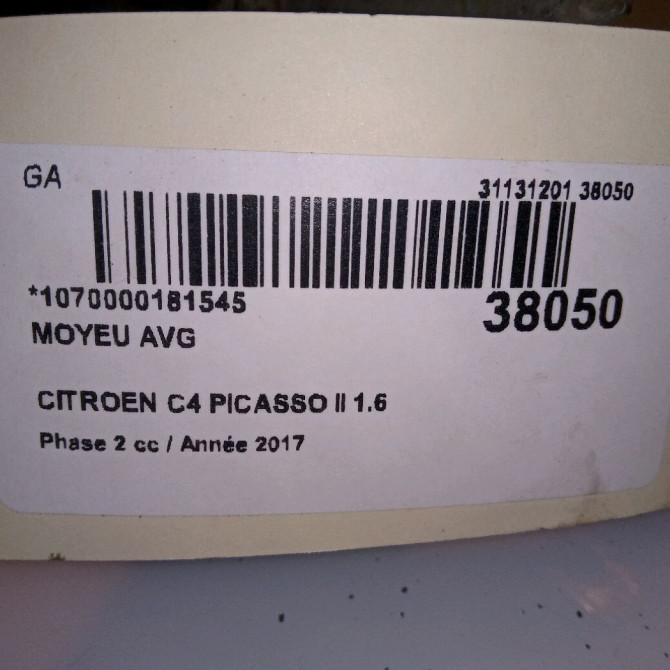 GA
31131201 38050
*1070000181545
38050
MOYEU AVG
CITROEN C4 PICASSO II 1.6
Phase 2 cc / Année 2017